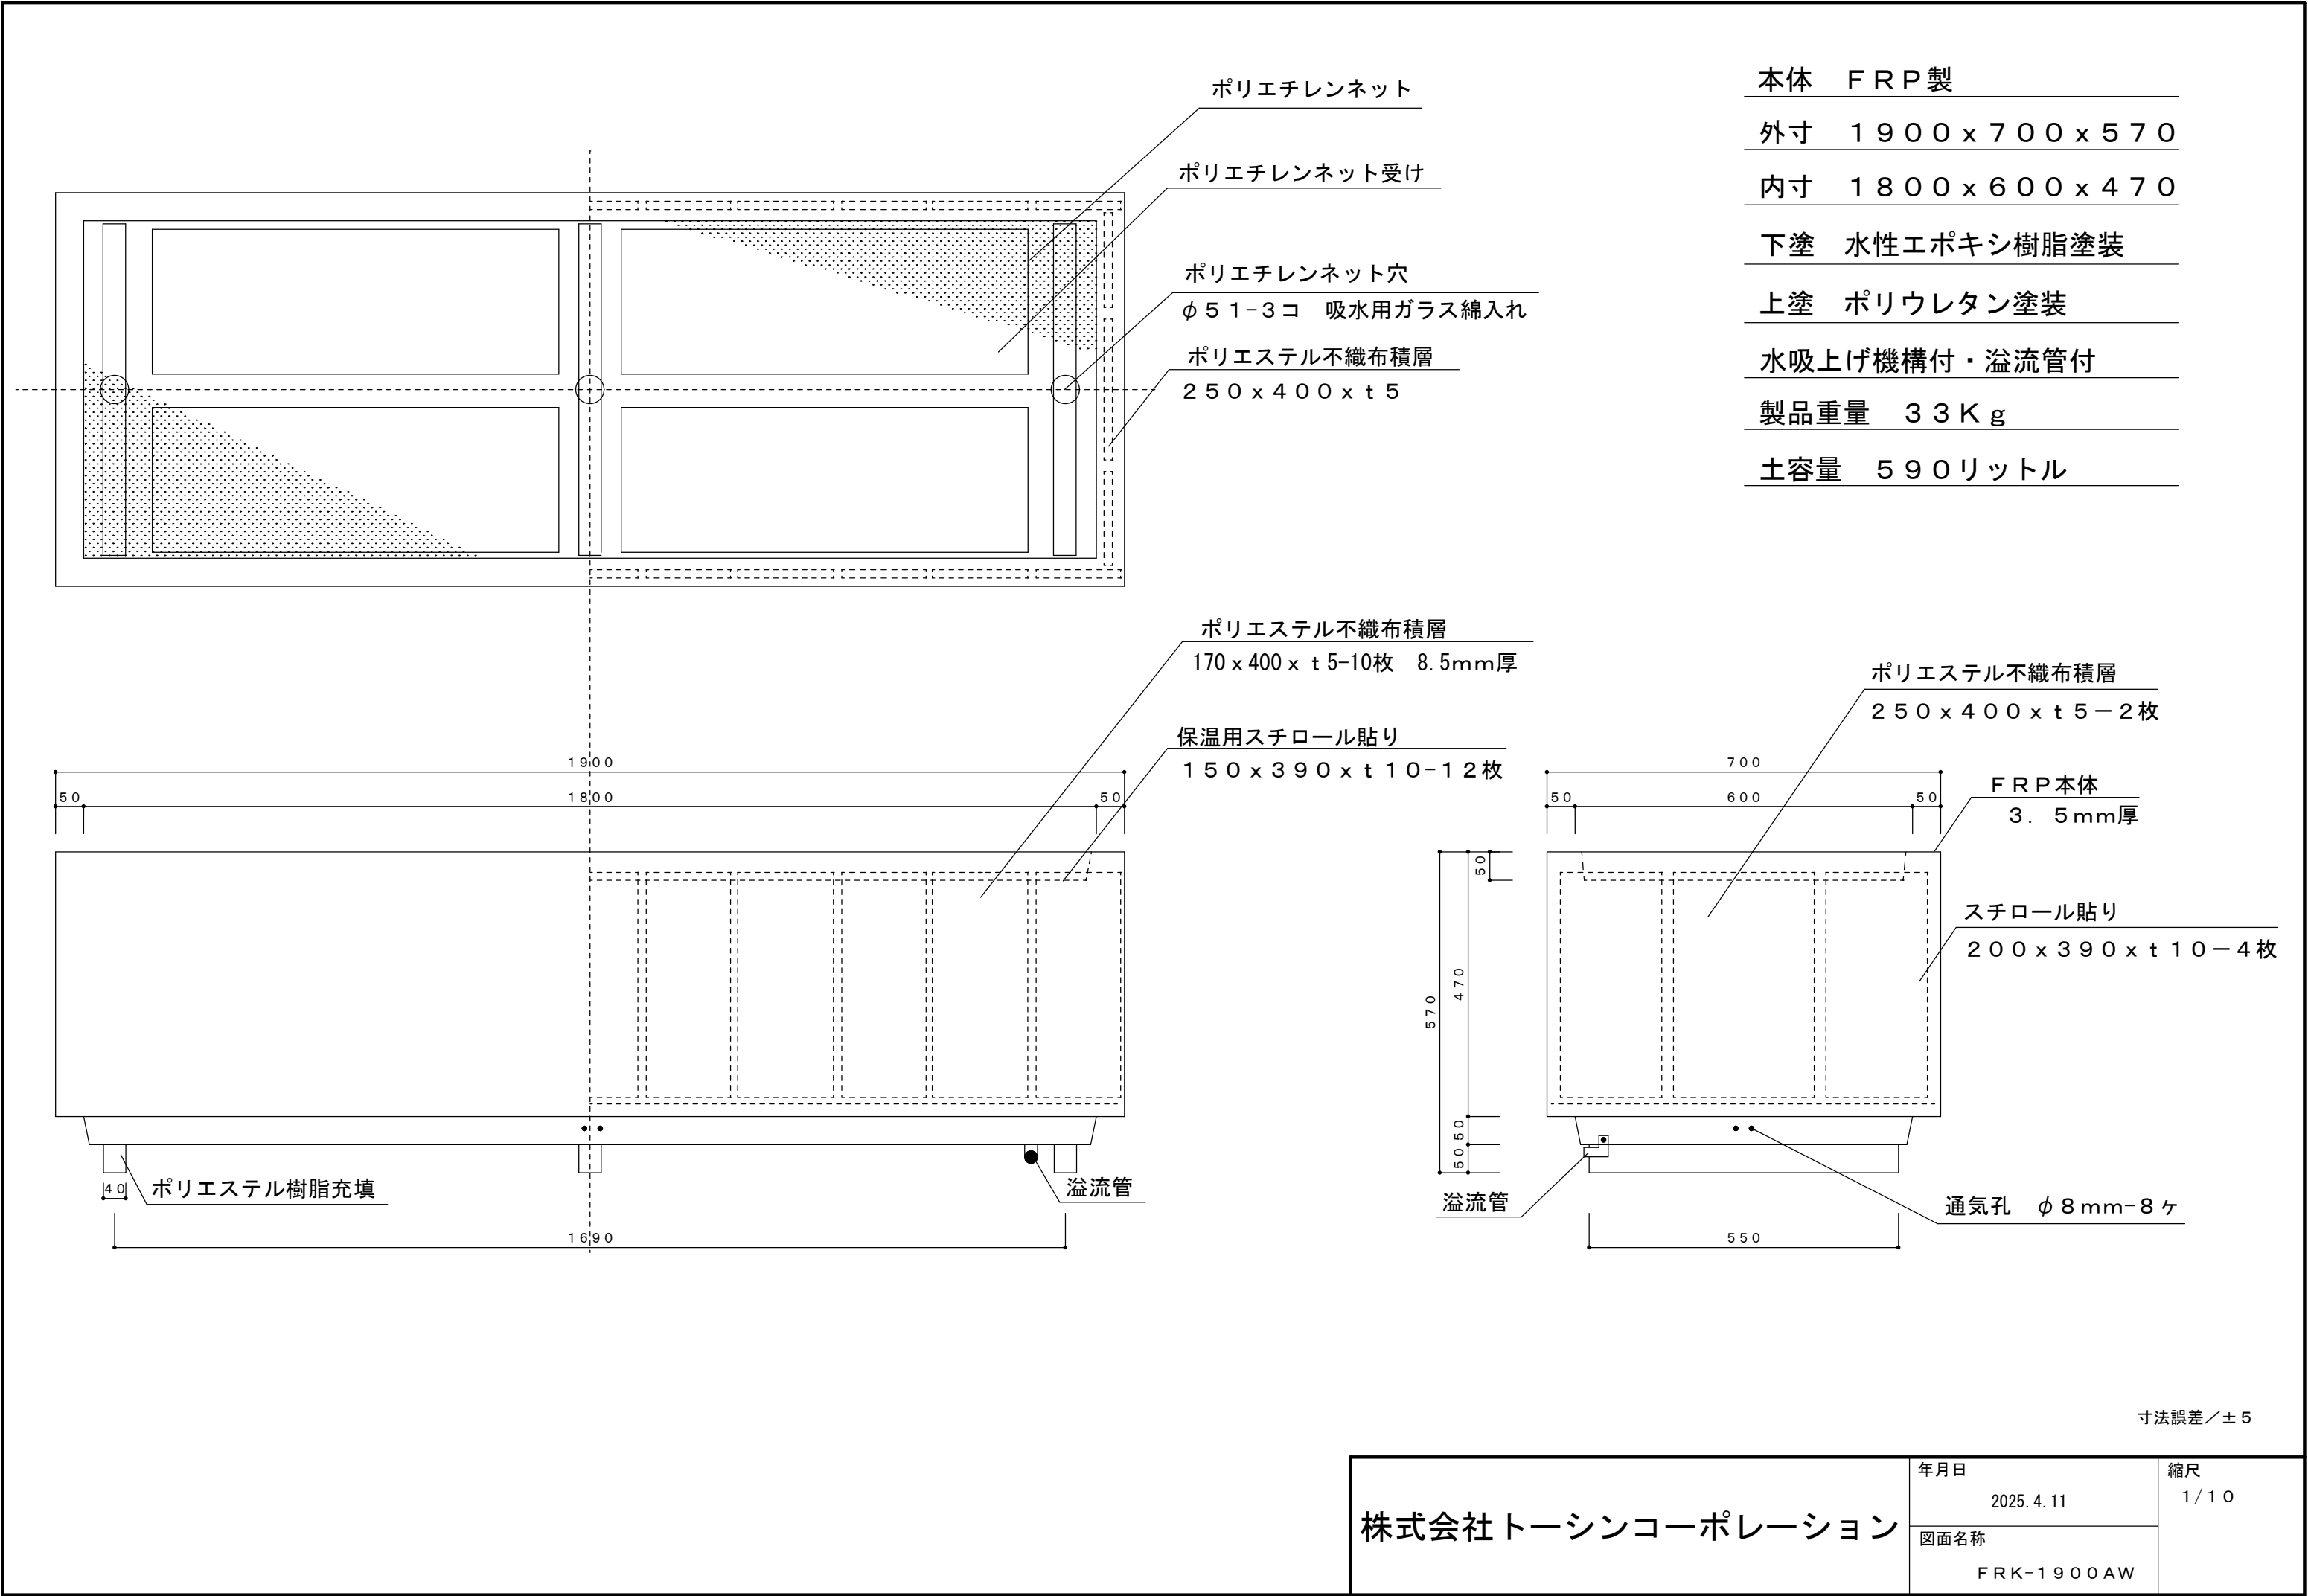 ポリエチレンネット
ポリエチレンネット受け
ポリエチレンネット穴
φ51-3コ　吸水用ガラス綿入れ
ポリエステル不織布積層
250x400xt5
本体　FRP製
外寸　1900x700x570
内寸　1800x600x470
下塗　水性エポキシ樹脂塗装
上塗　ポリウレタン塗装
水吸上げ機構付・溢流管付
製品重量　33Kg
土容量　590リットル
ポリエステル不織布積層
170x400xt5-10枚　8.5mm厚
保温用スチロール貼り
150x390xt10-12枚
1900
50
1800
50
40
ポリエステル樹脂充填
溢流管
1690
ポリエステル不織布積層
250x400xt5－2枚
700
50
600
50
FRP本体
3．5mm厚
スチロール貼り
200x390xt10－4枚
50
470
570
50
50
溢流管
通気孔　φ8mm-8ヶ
550
寸法誤差／±5
株式会社トーシンコーポレーション
年月日
2025.4.11
縮尺
1/10
図面名称
FRK-1900AW